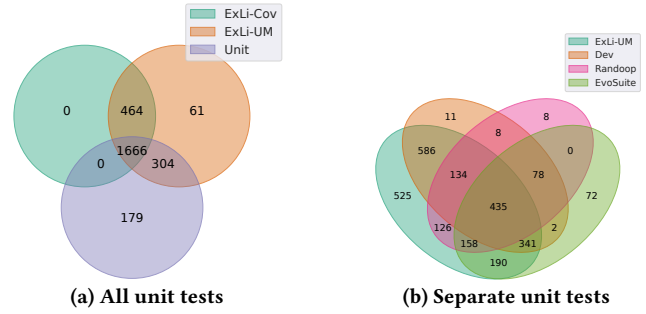 ExLi-Cov
ExLi-UM
Unit
0
464
61
1666
0
304
179
(a) All unit tests
ExLi-UM
Dev
Randoop
EvoSuite
11
8
8
586
0
134
78
525
72
435
126
2
158
341
190
(b) Separate unit tests